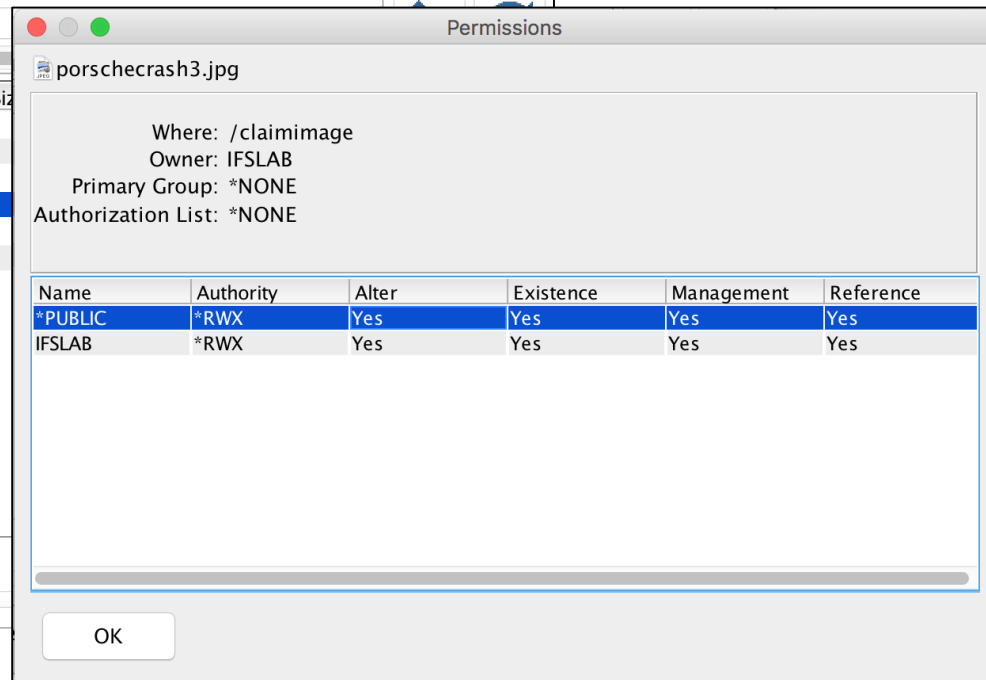 Permissions
porschecrash3.jpg
Where: /claimimage
Owner: IFSLAB
Primary Group: *NONE
Authorization List: *NONE
Name Authority Alter Existence Management Reference
*PUBLIC *RWX Yes Yes Yes Yes
IFSLAB *RWX Yes Yes Yes Yes
OK